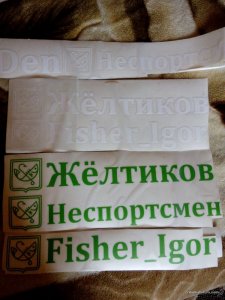 Den Неспортсмен
Жёлтиков
Fisher_Igor
Жёлтиков
Неспортсмен
Fisher_Igor